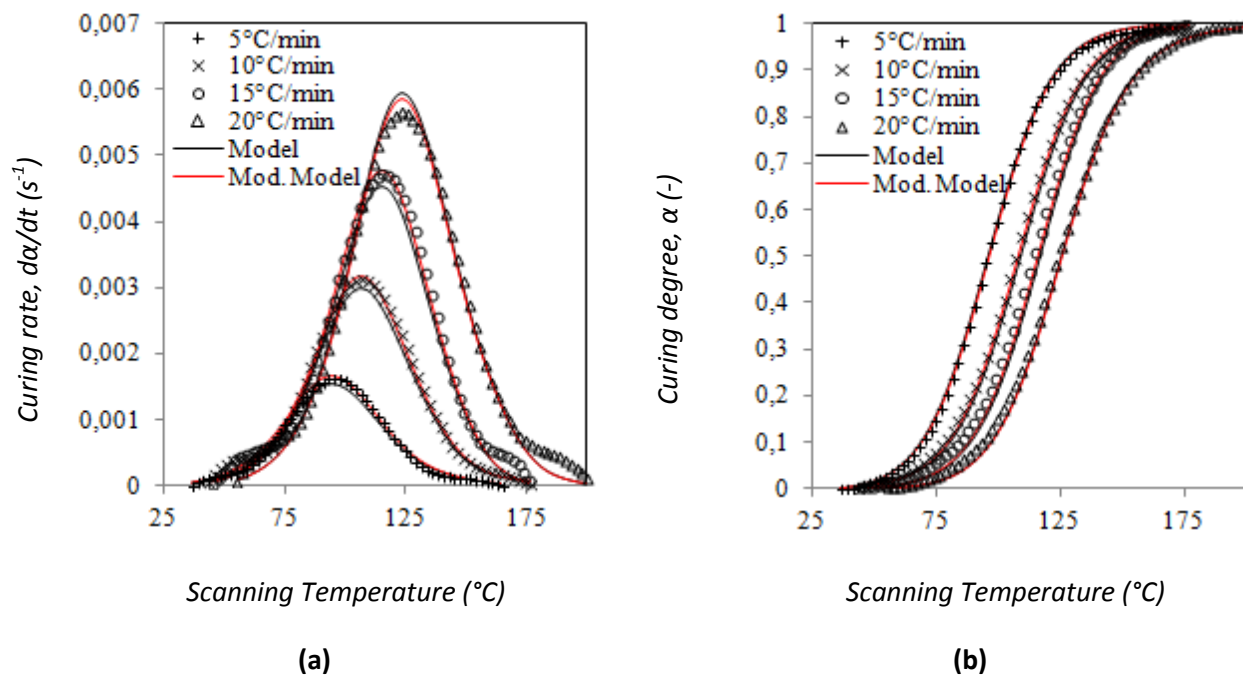 0,007
0,006
0,005
0,004
0,003
0,002
0,001
0
25
75
125
175
5°C/min
10°C/min
15°C/min
20°C/min
Model
Mod. Model
Curing rate, dα/dt (s⁻¹)
Scanning Temperature (°C)
(a)
1
0,9
0,8
0,7
0,6
0,5
0,4
0,3
0,2
0,1
0
25
75
125
175
5°C/min
10°C/min
15°C/min
20°C/min
Model
Mod. Model
Curing degree, α (-)
Scanning Temperature (°C)
(b)